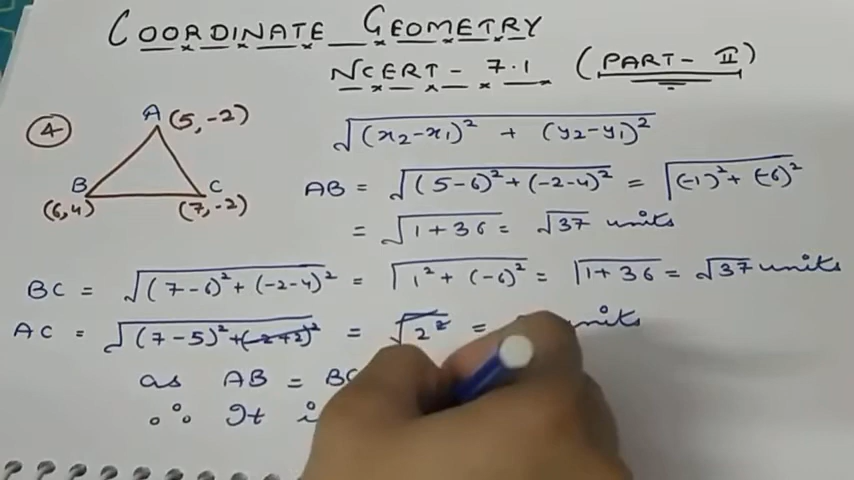 COORDINATE GEOMETRY
NCERT - 7.1 (PART - II)
④
A (5, -2)
B (6,4)
C (7,-2)
√(x₂-x₁)² + (y₂-y₁)²
AB = √(5-6)²+(-2-4)² = √(-1)²+(-6)²
= √1+36 = √37 units
BC = √(7-6)²+(-2-4)² = √1²+(-6)² = √1+36 = √37 units
AC = √(7-5)²+(-2+2)² = √2² = units
as AB = BC
∴ It